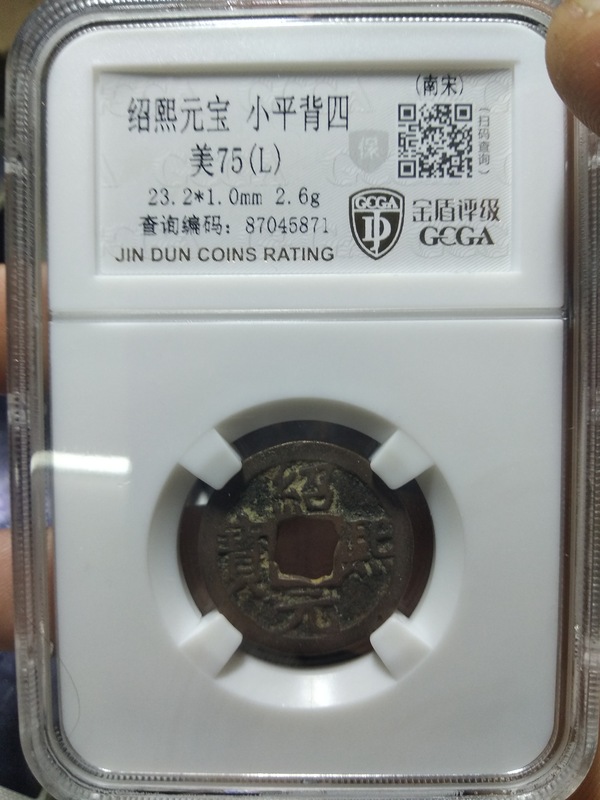 (南宋)
绍熙元宝 小平背四
美75(L)
23.2*1.0mm 2.6g
查询编码: 87045871
JIN DUN COINS RATING
(扫码查询)
保
GCGA
金盾评级
GCGA
绍熙元寳